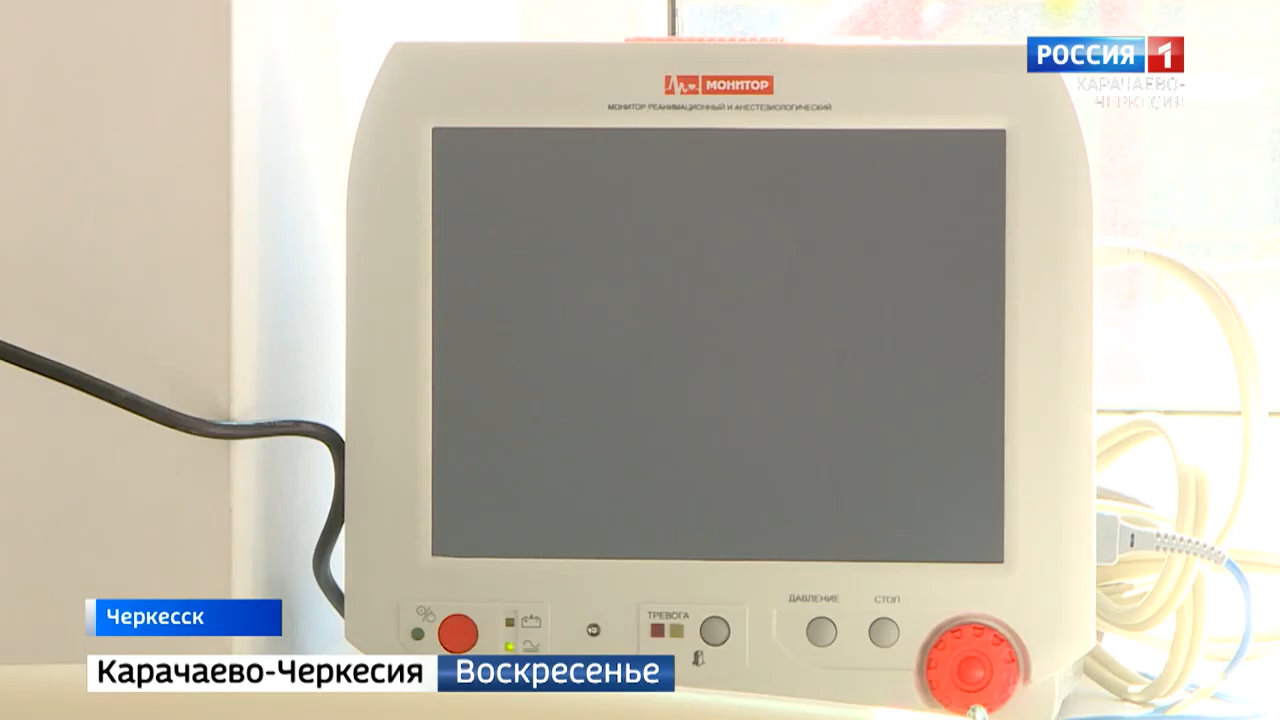 РОССИЯ 1
КАРАЧАЕВО-
ЧЕРКЕСИЯ
МОНИТОР
МОНИТОР РЕАНИМАЦИОННЫЙ И АНЕСТЕЗИОЛОГИЧЕСКИЙ
ДАВЛЕНИЕ СТОП
ТРЕВОГА
Черкесск
Карачаево-Черкесия Воскресенье